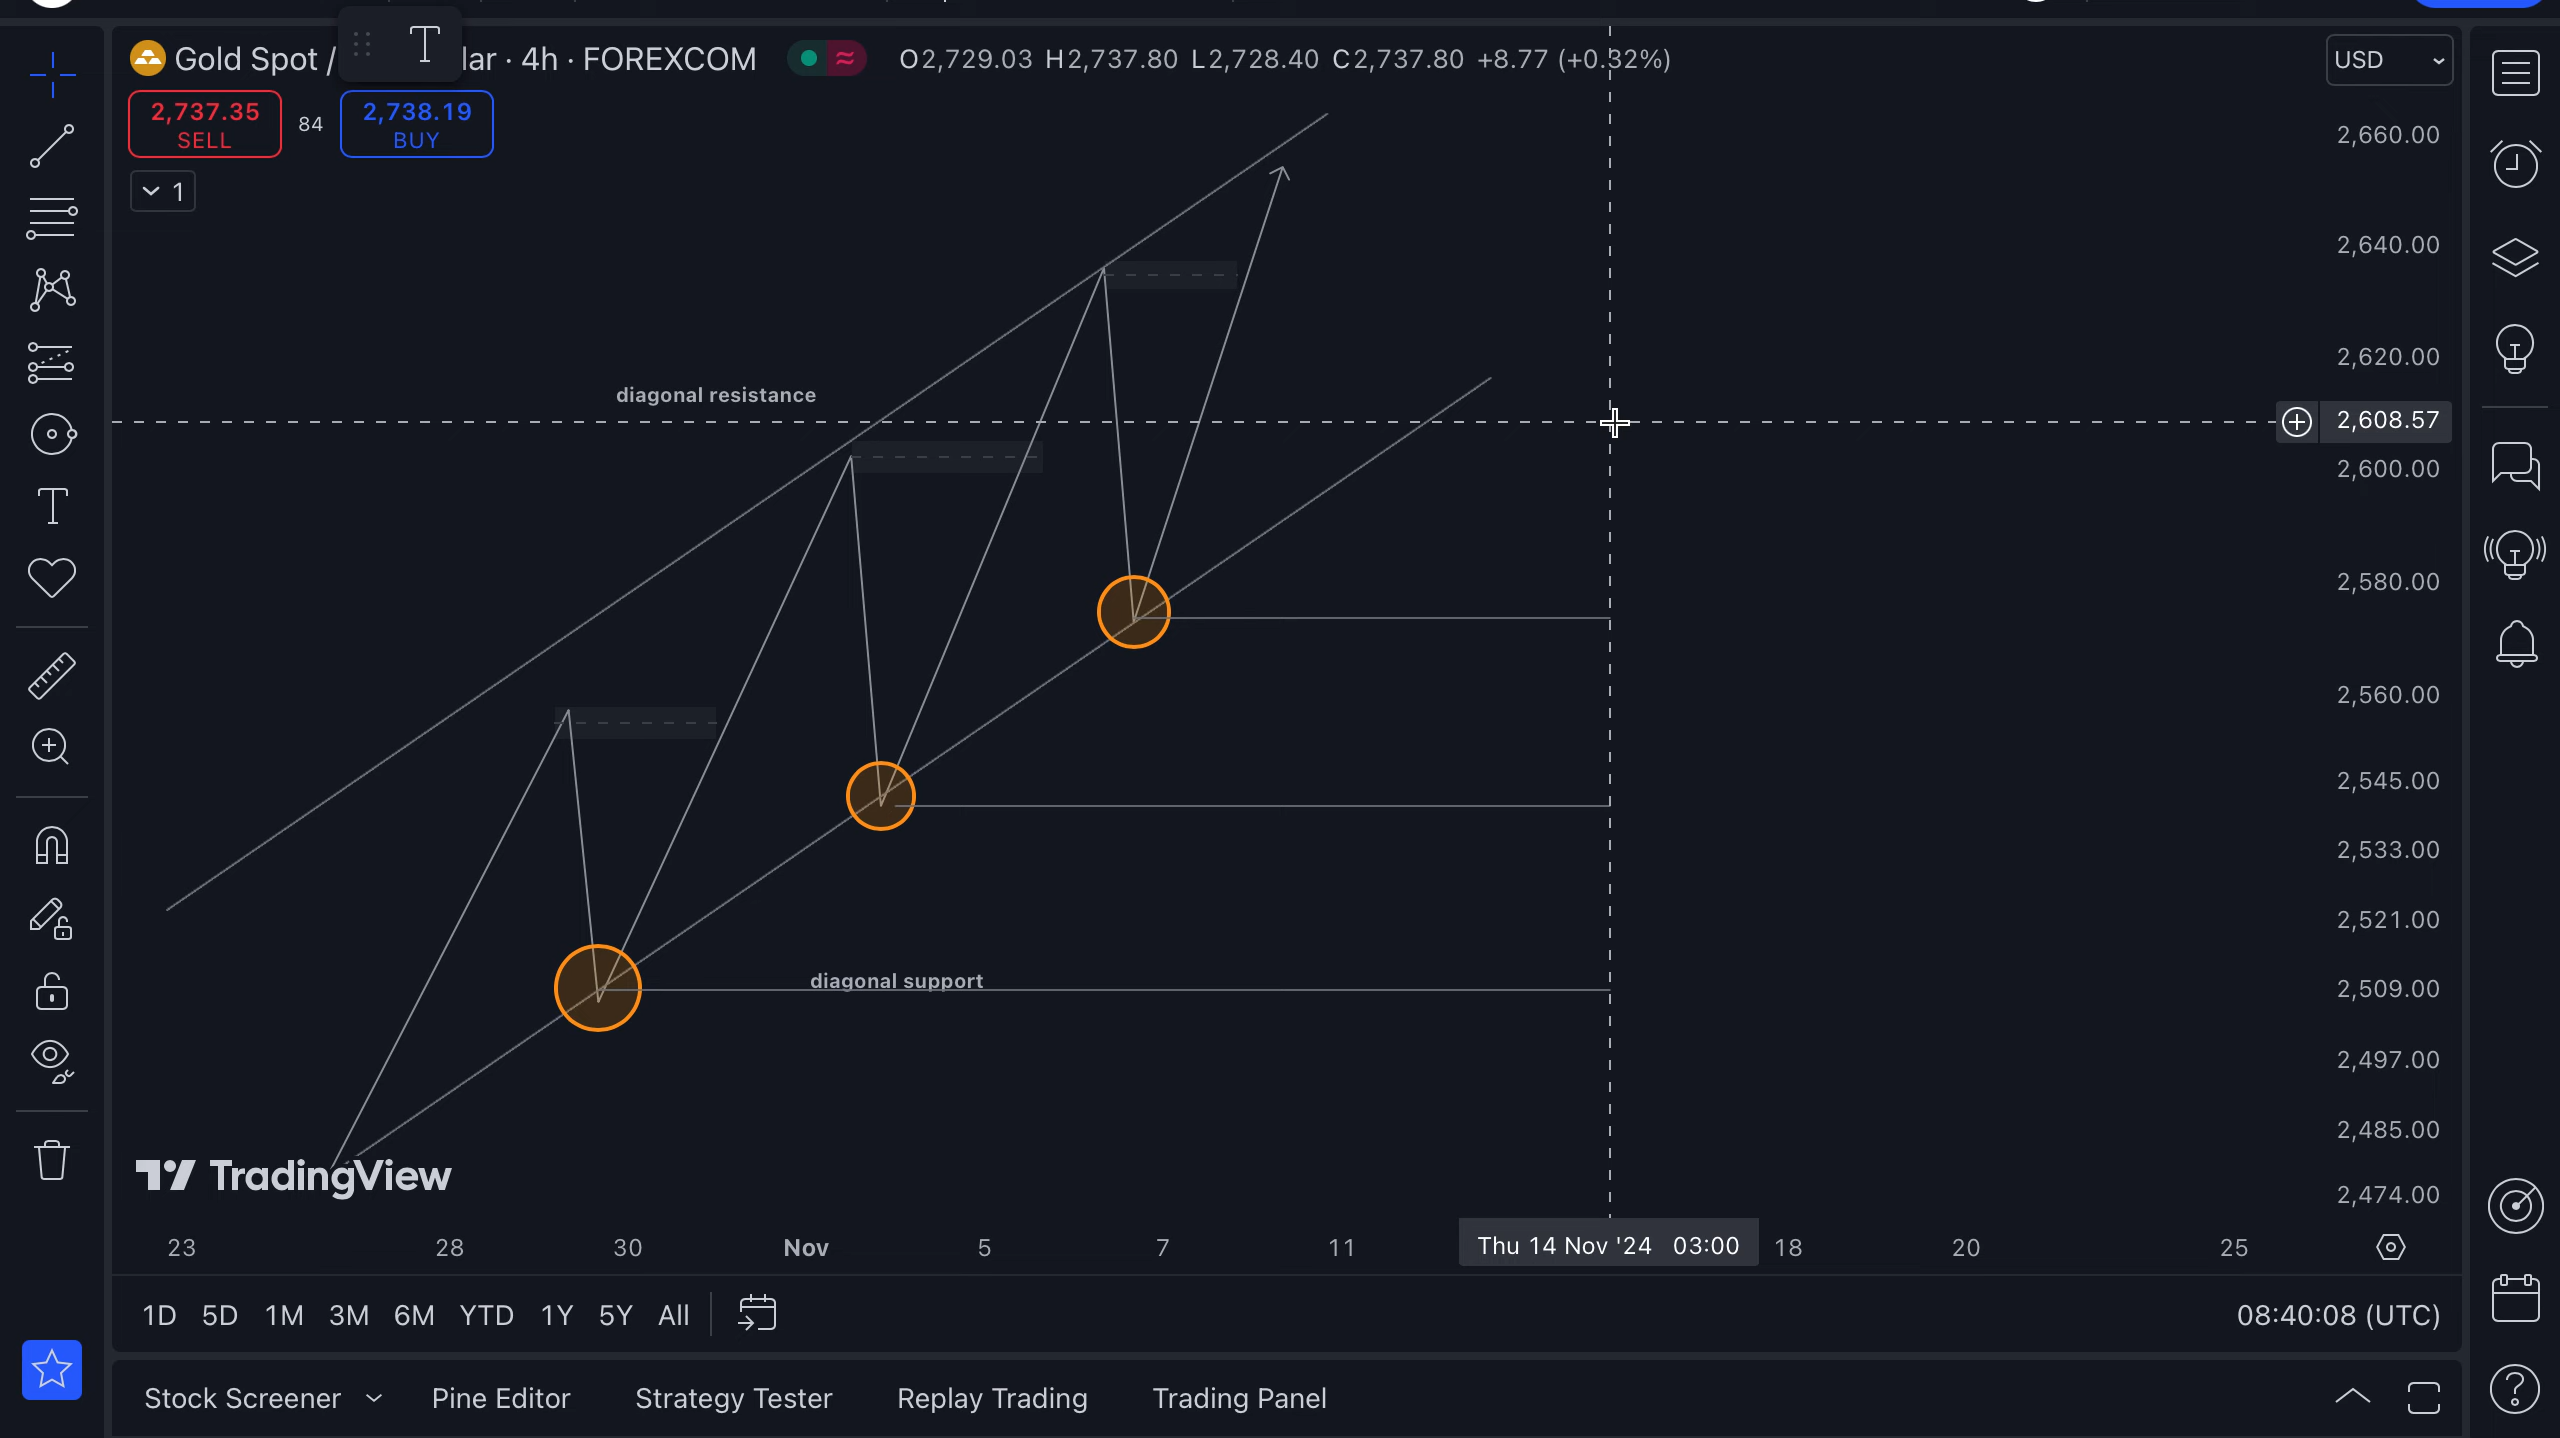 Gold Spot / lar · 4h · FOREXCOM
O2,729.03 H2,737.80 L2,728.40 C2,737.80 +8.77 (+0.32%)
USD
2,737.35
SELL
84
2,738.19
BUY
1
2,660.00
2,640.00
2,620.00
diagonal resistance
2,608.57
2,600.00
2,580.00
2,560.00
2,545.00
2,533.00
2,521.00
diagonal support
2,509.00
2,497.00
2,485.00
TradingView
2,474.00
23 28 30 Nov 5 7 11 Thu 14 Nov '24 03:00 18 20 25
1D 5D 1M 3M 6M YTD 1Y 5Y All
08:40:08 (UTC)
Stock Screener Pine Editor Strategy Tester Replay Trading Trading Panel